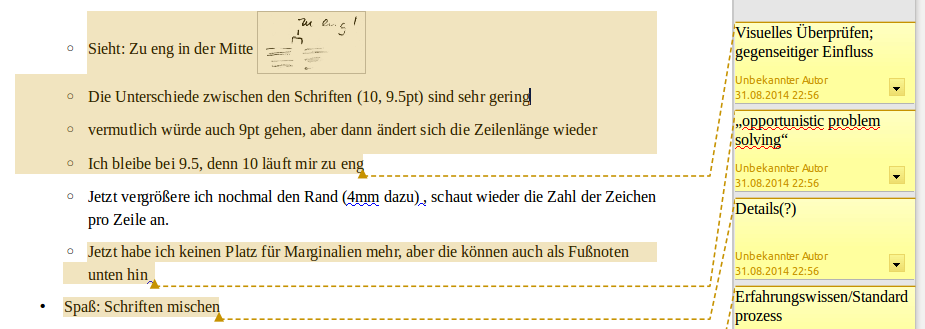 Sieht: Zu eng in der Mitte
zu eng!
Die Unterschiede zwischen den Schriften (10, 9.5pt) sind sehr gering
vermutlich würde auch 9pt gehen, aber dann ändert sich die Zeilenlänge wieder
Ich bleibe bei 9.5, denn 10 läuft mir zu eng
Jetzt vergrößere ich nochmal den Rand (4mm dazu) , schaut wieder die Zahl der Zeichen
pro Zeile an.
Jetzt habe ich keinen Platz für Marginalien mehr, aber die können auch als Fußnoten
unten hin
Spaß: Schriften mischen
Visuelles Überprüfen;
gegenseitiger Einfluss
Unbekannter Autor
31.08.2014 22:56
„opportunistic problem
solving“
Unbekannter Autor
31.08.2014 22:56
Details(?)
Unbekannter Autor
31.08.2014 22:56
Erfahrungswissen/Standard
prozess